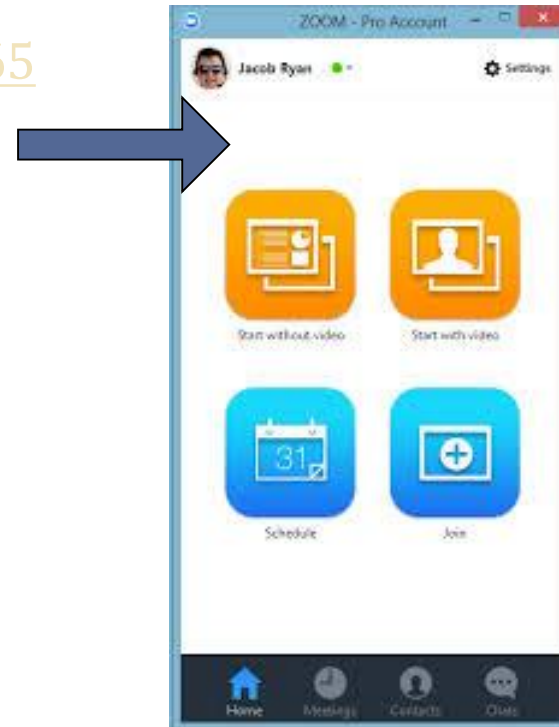 ZOOM - Pro Account
55
Jacob Ryan
Settings
Start without video
Start with video
31
Schedule
Join
Home
Meetings
Contacts
Chats